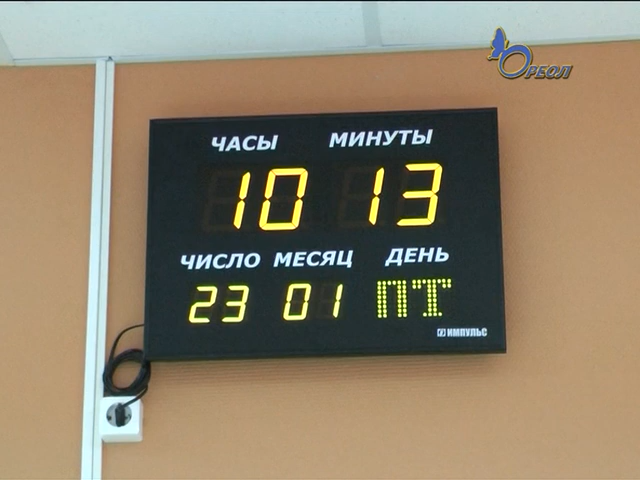 ОРЕОЛ
ЧАСЫ МИНУТЫ
10 13
ЧИСЛО МЕСЯЦ ДЕНЬ
23 01 ПТ
ИМПУЛЬС